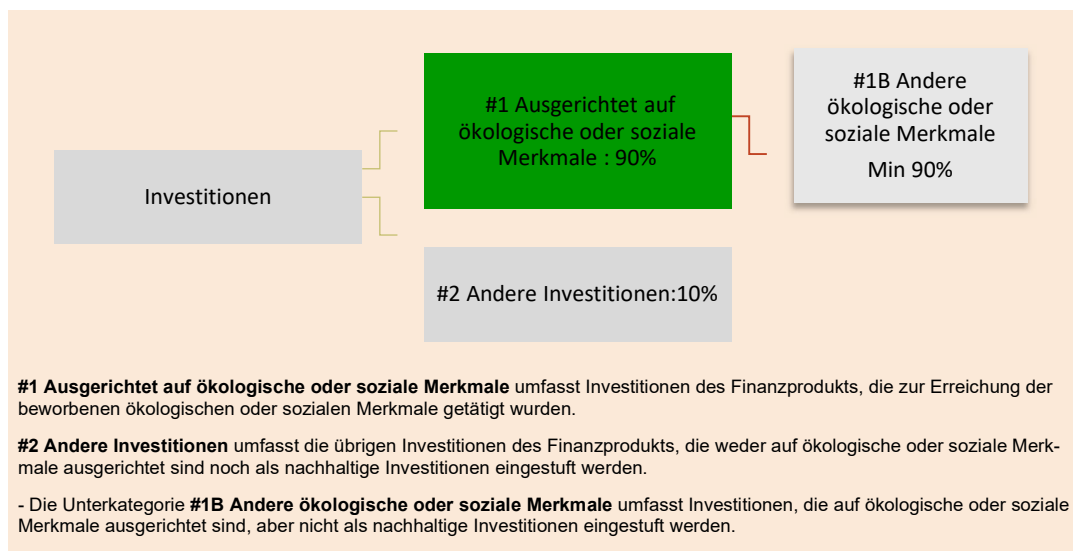 #1 Ausgerichtet auf
ökologische oder soziale
Merkmale : 90%
#1B Andere
ökologische oder
soziale Merkmale
Min 90%
Investitionen
#2 Andere Investitionen:10%
#1 Ausgerichtet auf ökologische oder soziale Merkmale umfasst Investitionen des Finanzprodukts, die zur Erreichung der
beworbenen ökologischen oder sozialen Merkmale getätigt wurden.
#2 Andere Investitionen umfasst die übrigen Investitionen des Finanzprodukts, die weder auf ökologische oder soziale Merk-
male ausgerichtet sind noch als nachhaltige Investitionen eingestuft werden.
- Die Unterkategorie #1B Andere ökologische oder soziale Merkmale umfasst Investitionen, die auf ökologische oder soziale
Merkmale ausgerichtet sind, aber nicht als nachhaltige Investitionen eingestuft werden.